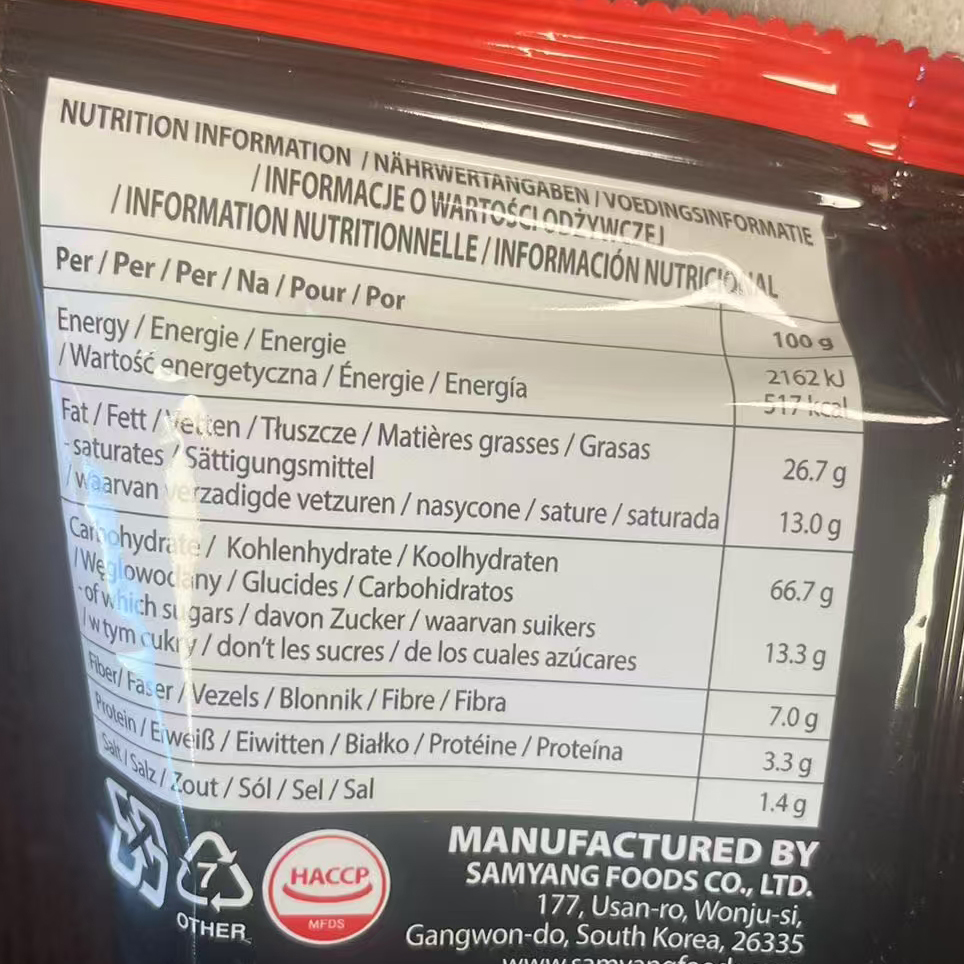 NUTRITION INFORMATION / NÄHRWERTANGABEN / VOEDINGSINFORMATIE
/ INFORMACJE O WARTOŚCI ODŻYWCZEJ
/ INFORMATION NUTRITIONNELLE / INFORMACIÓN NUTRICIONAL
Per / Per / Per / Na / Pour / Por 100 g
Energy / Energie / Energie 2162 kJ
/ Wartość energetyczna / Énergie / Energía 517 kcal
Fat / Fett / Vetten / Tłuszcze / Matières grasses / Grasas 26.7 g
- saturates / Sättigungsmittel
/ waarvan verzadigde vetzuren / nasycone / sature / saturada 13.0 g
Carbohydrate / Kohlenhydrate / Koolhydraten
/ Węglowodany / Glucides / Carbohidratos 66.7 g
- of which sugars / davon Zucker / waarvan suikers
/ w tym cukry / don't les sucres / de los cuales azúcares 13.3 g
Fiber / Faser / Vezels / Blonnik / Fibre / Fibra 7.0 g
Protein / Eiweiß / Eiwitten / Białko / Protéine / Proteína 3.3 g
Salt / Salz / Zout / Sól / Sel / Sal 1.4 g
7
OTHER
HACCP
MFDS
MANUFACTURED BY
SAMYANG FOODS CO., LTD.
177, Usan-ro, Wonju-si,
Gangwon-do, South Korea, 26335